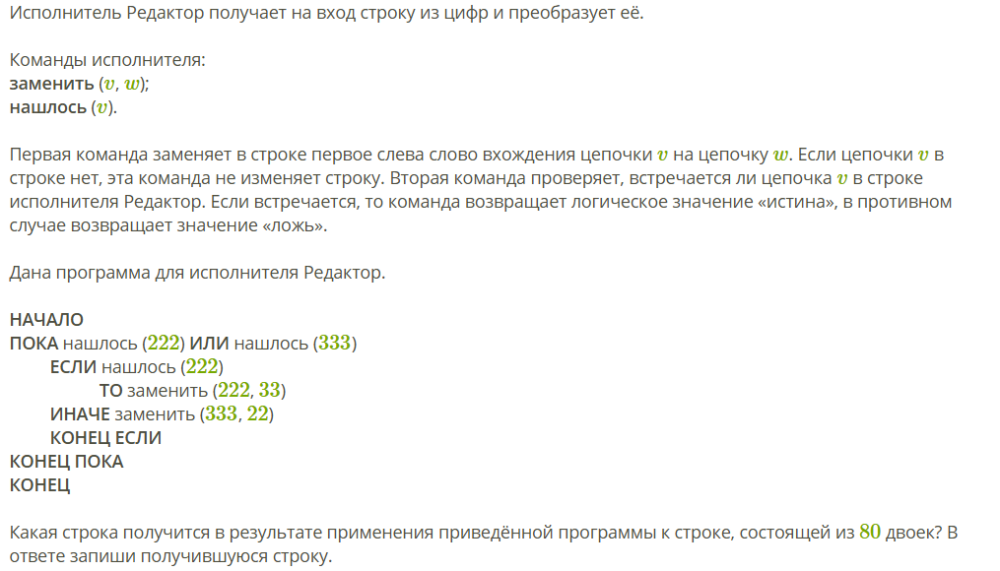 Исполнитель Редактор получает на вход строку из цифр и преобразует её.
Команды исполнителя:
заменить (v, w);
нашлось (v).
Первая команда заменяет в строке первое слева слово вхождения цепочки v на цепочку w. Если цепочки v в
строке нет, эта команда не изменяет строку. Вторая команда проверяет, встречается ли цепочка v в строке
исполнителя Редактор. Если встречается, то команда возвращает логическое значение «истина», в противном
случае возвращает значение «ложь».
Дана программа для исполнителя Редактор.
НАЧАЛО
ПОКА нашлось (222) ИЛИ нашлось (333)
ЕСЛИ нашлось (222)
ТО заменить (222, 33)
ИНАЧЕ заменить (333, 22)
КОНЕЦ ЕСЛИ
КОНЕЦ ПОКА
КОНЕЦ
Какая строка получится в результате применения приведённой программы к строке, состоящей из 80 двоек? В
ответе запиши получившуюся строку.